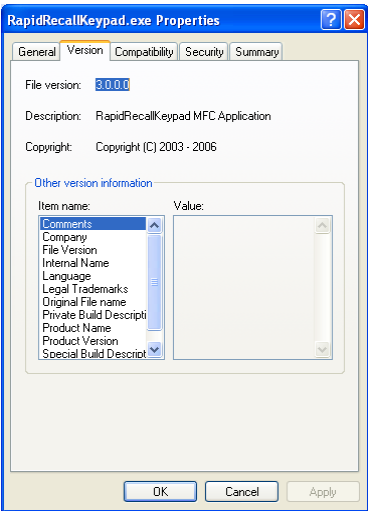 RapidRecallKeypad.exe Properties
General Version Compatibility Security Summary
File version: 3.0.0.0
Description: RapidRecallKeypad MFC Application
Copyright: Copyright (C) 2003 - 2006
Other version information
Item name: Value:
Comments
Company
File Version
Internal Name
Language
Legal Trademarks
Original File name
Private Build Descripti
Product Name
Product Version
Special Build Descript
OK Cancel Apply